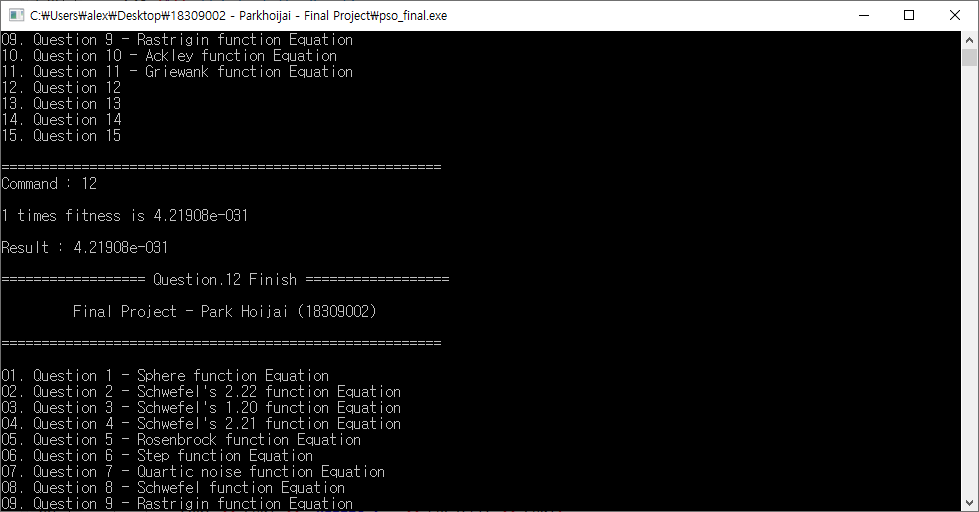 C:₩Users₩alex₩Desktop₩18309002 - Parkhoijai - Final Project₩pso_final.exe
09. Question 9 - Rastrigin function Equation
10. Question 10 - Ackley function Equation
11. Question 11 - Griewank function Equation
12. Question 12
13. Question 13
14. Question 14
15. Question 15
=======================================================
Command : 12
1 times fitness is 4.21908e-031
Result : 4.21908e-031
================== Question.12 Finish ==================
Final Project - Park Hoijai (18309002)
=======================================================
01. Question 1 - Sphere function Equation
02. Question 2 - Schwefel's 2.22 function Equation
03. Question 3 - Schwefel's 1.20 function Equation
04. Question 4 - Schwefel's 2.21 function Equation
05. Question 5 - Rosenbrock function Equation
06. Question 6 - Step function Equation
07. Question 7 - Quartic noise function Equation
08. Question 8 - Schwefel function Equation
09. Question 9 - Rastrigin function Equation